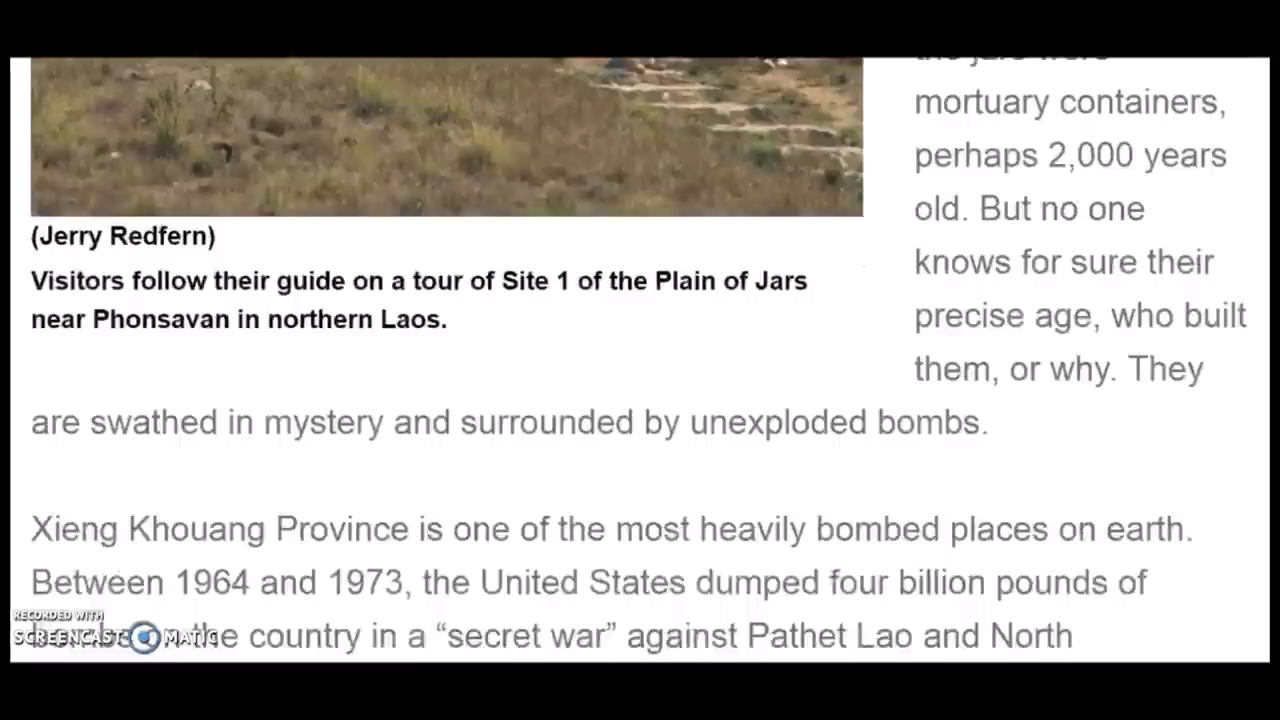 mortuary containers,
perhaps 2,000 years
old. But no one
knows for sure their
precise age, who built
them, or why. They
(Jerry Redfern)
Visitors follow their guide on a tour of Site 1 of the Plain of Jars
near Phonsavan in northern Laos.
are swathed in mystery and surrounded by unexploded bombs.
Xieng Khouang Province is one of the most heavily bombed places on earth.
Between 1964 and 1973, the United States dumped four billion pounds of
the country in a “secret war” against Pathet Lao and North
RECORDED WITH
SCREENCAST MATIC